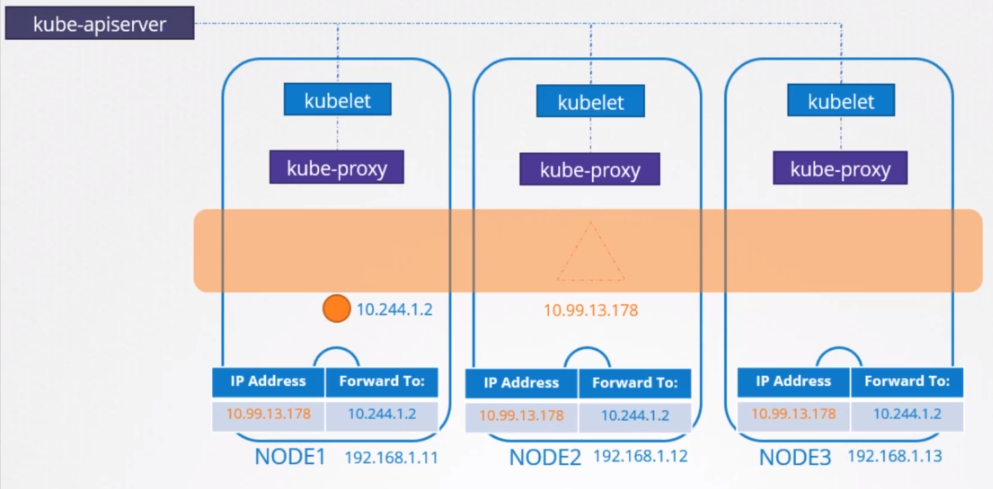 kube-apiserver
kubelet
kubelet
kubelet
kube-proxy
kube-proxy
kube-proxy
10.244.1.2
10.99.13.178
IP Address Forward To:
10.99.13.178 10.244.1.2
IP Address Forward To:
10.99.13.178 10.244.1.2
IP Address Forward To:
10.99.13.178 10.244.1.2
NODE1 192.168.1.11
NODE2 192.168.1.12
NODE3 192.168.1.13